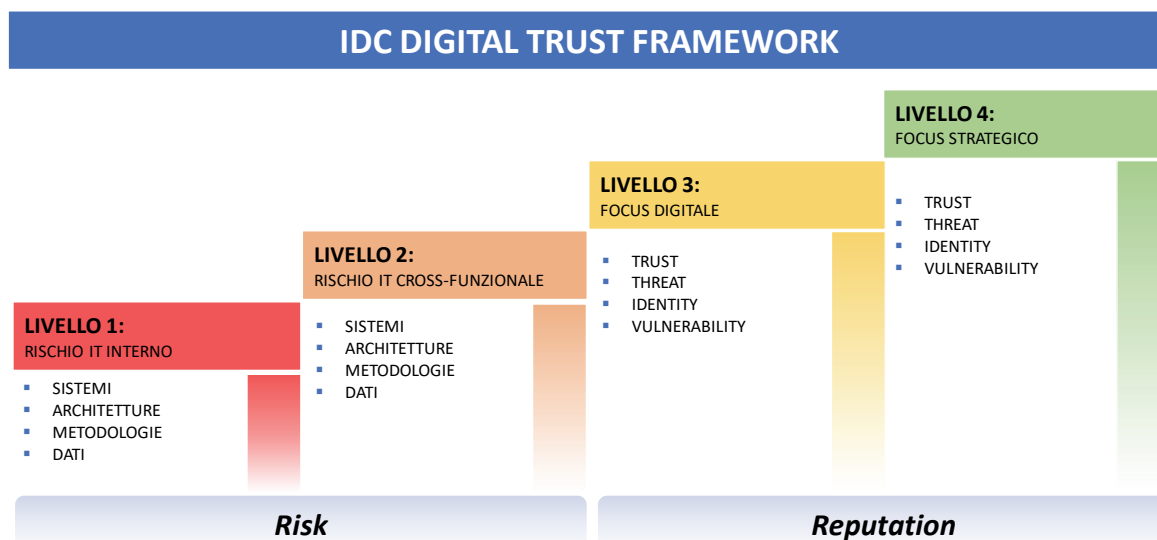 IDC DIGITAL TRUST FRAMEWORK
LIVELLO 1:
RISCHIO IT INTERNO
SISTEMI
ARCHITETTURE
METODOLOGIE
DATI
LIVELLO 2:
RISCHIO IT CROSS-FUNZIONALE
SISTEMI
ARCHITETTURE
METODOLOGIE
DATI
LIVELLO 3:
FOCUS DIGITALE
TRUST
THREAT
IDENTITY
VULNERABILITY
LIVELLO 4:
FOCUS STRATEGICO
TRUST
THREAT
IDENTITY
VULNERABILITY
Risk
Reputation